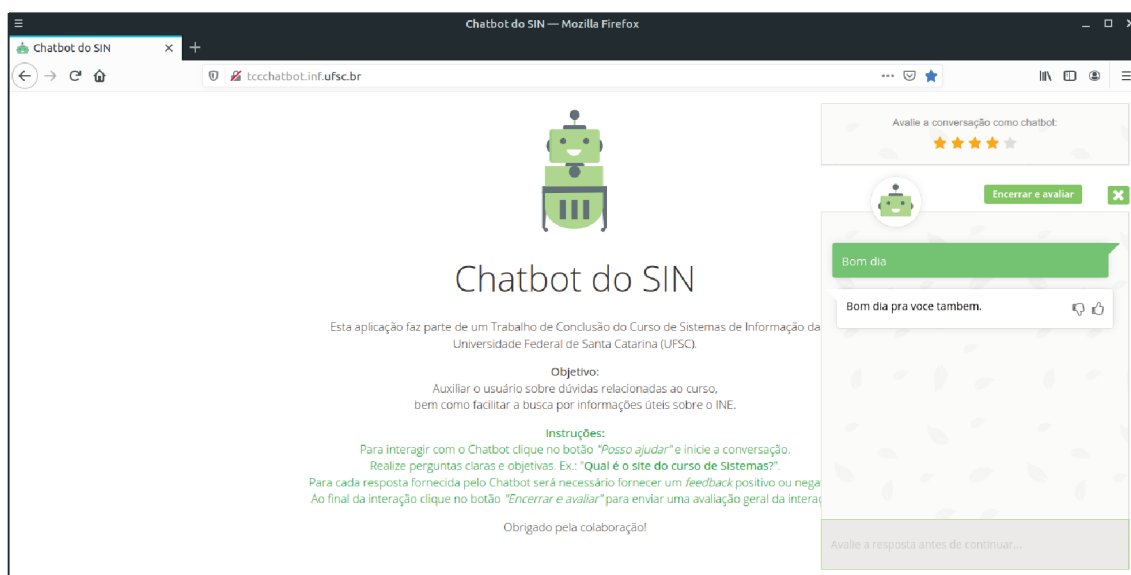 Chatbot do SIN — Mozilla Firefox
Chatbot do SIN
tccchatbot.inf.ufsc.br
Avalie a conversação como chatbot:
Encerrar e avaliar
Bom dia
Bom dia pra voce tambem.
Avalie a resposta antes de continuar...
Chatbot do SIN
Esta aplicação faz parte de um Trabalho de Conclusão do Curso de Sistemas de Informação da
Universidade Federal de Santa Catarina (UFSC).
Objetivo:
Auxiliar o usuário sobre dúvidas relacionadas ao curso,
bem como facilitar a busca por informações úteis sobre o INE.
Instruções:
Para interagir com o Chatbot clique no botão "Posso ajudar" e inicie a conversação.
Realize perguntas claras e objetivas. Ex.: "Qual é o site do curso de Sistemas?".
Para cada resposta fornecida pelo Chatbot será necessário fornecer um feedback positivo ou nega
Ao final da interação clique no botão "Encerrar e avaliar" para enviar uma avaliação geral da interaç
Obrigado pela colaboração!